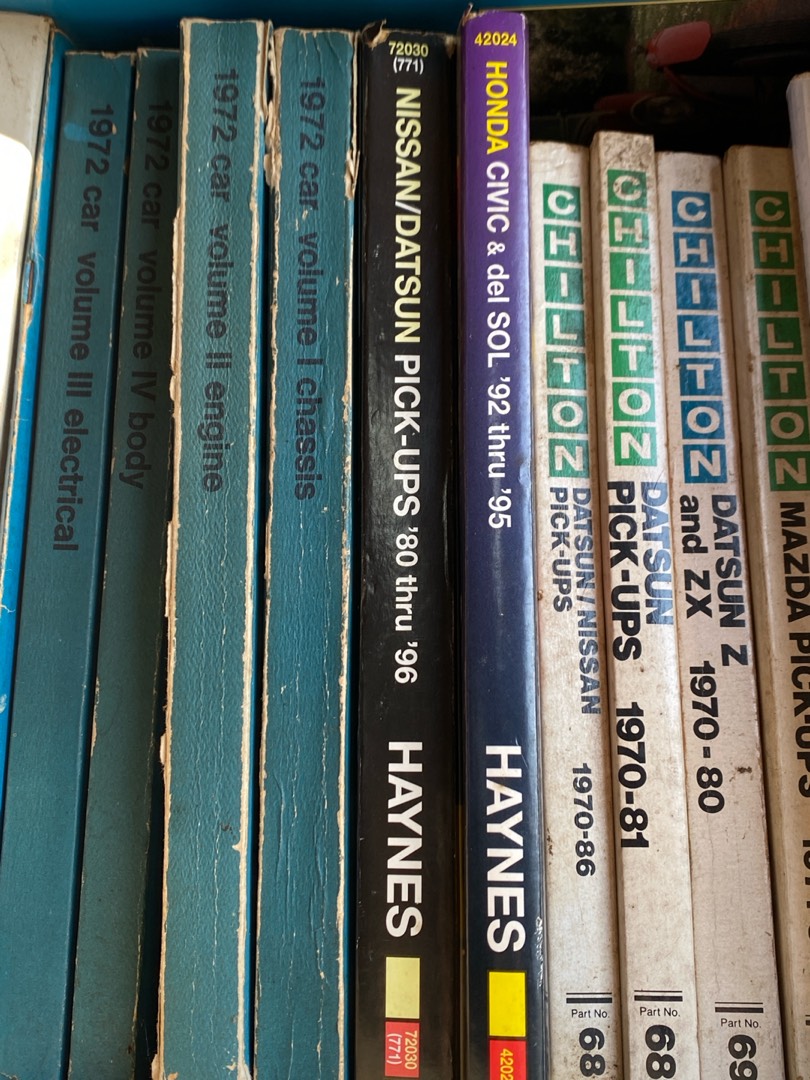 1972 car volume III electrical
1972 car volume IV body
1972 car volume II engine
1972 car volume I chassis
72030
(771)
NISSAN/DATSUN PICK-UPS '80 thru '96
HAYNES
72030
(771)
42024
HONDA CIVIC & del SOL '92 thru '95
HAYNES
CHILTON
DATSUN/NISSAN
PICK-UPS
1970-86
Part No.
68
CHILTON
DATSUN
PICK-UPS 1970-81
Part No.
68
CHILTON
DATSUN Z
and ZX 1970-80
Part No.
69
CHILTON
MAZDA PICK-UPS